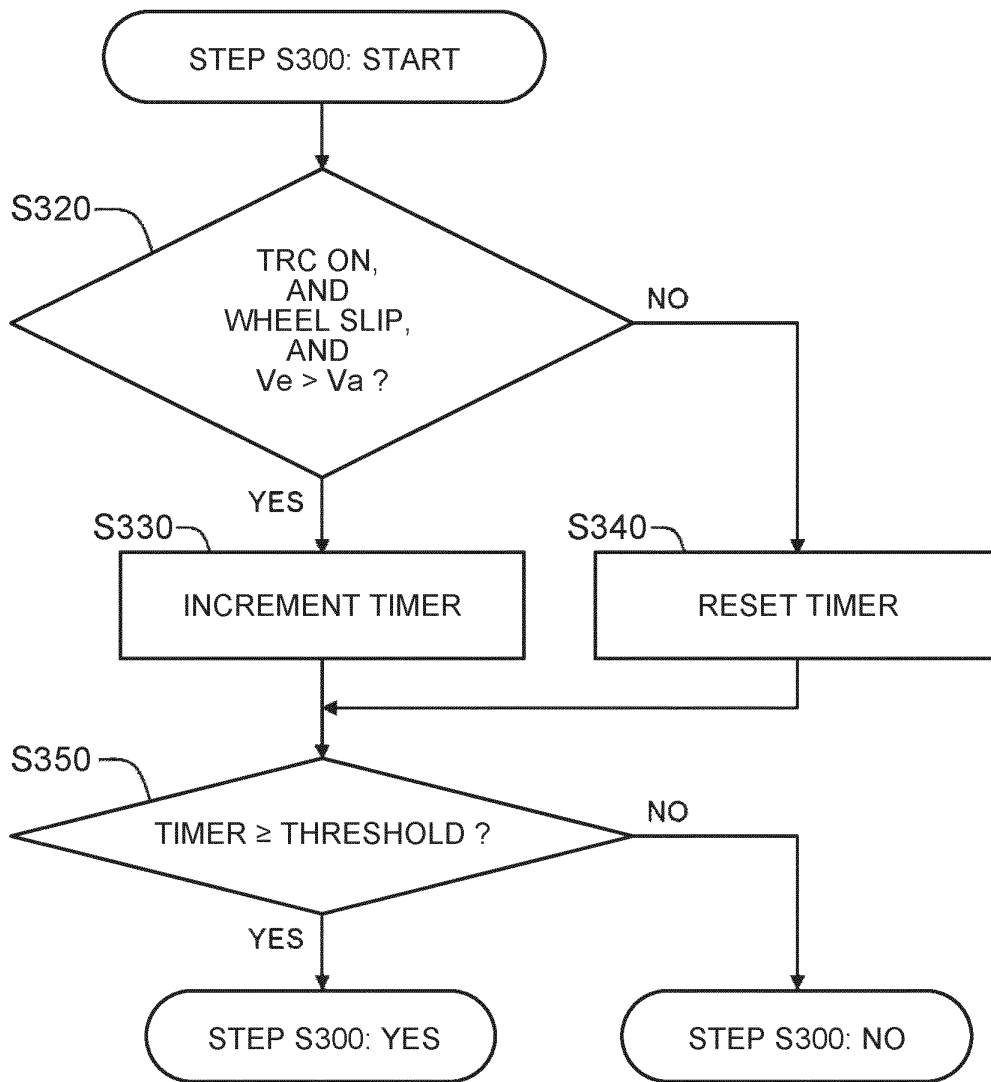 STEP S300: START
S320
TRC ON,
AND
WHEEL SLIP,
AND
Ve > Va ?
NO
YES
S330
INCREMENT TIMER
S340
RESET TIMER
S350
TIMER ≥ THRESHOLD ?
NO
YES
STEP S300: YES
STEP S300: NO